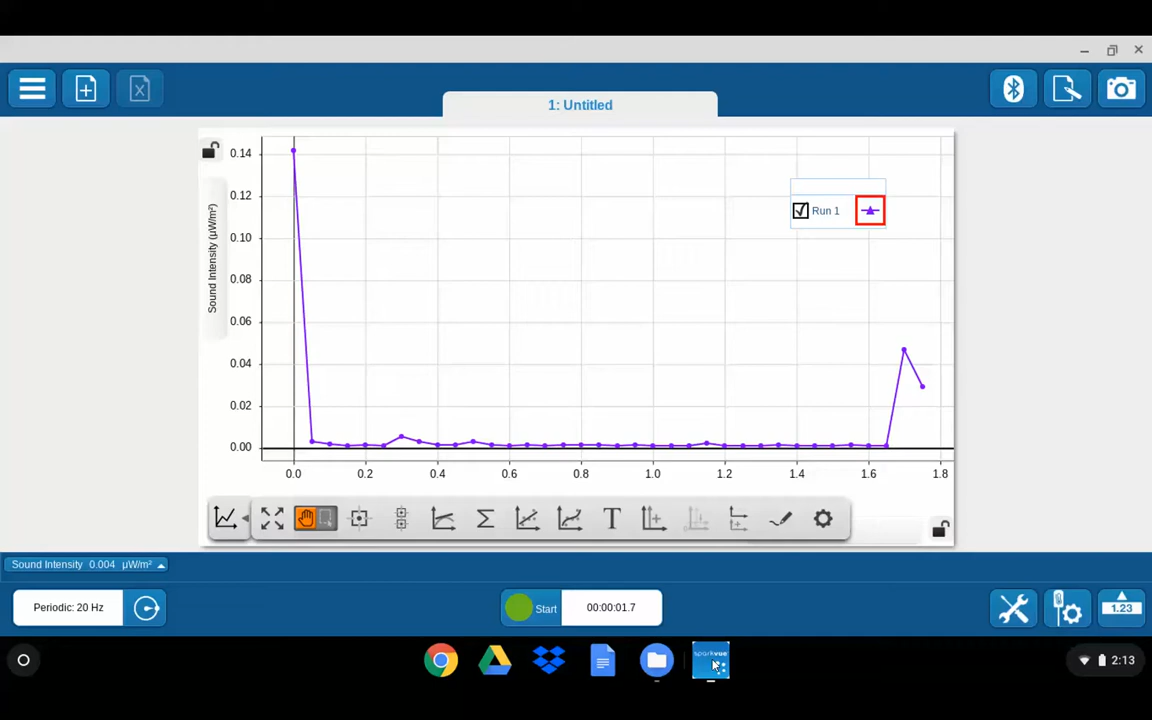 1: Untitled
0.14
0.12
0.10
0.08
0.06
0.04
0.02
0.00
Sound Intensity (μW/m²)
Run 1
0.0 0.2 0.4 0.6 0.8 1.0 1.2 1.4 1.6 1.8
Sound Intensity 0.004 μW/m²
Periodic: 20 Hz
Start
00:00:01.7
1.23
sparkvue
2:13